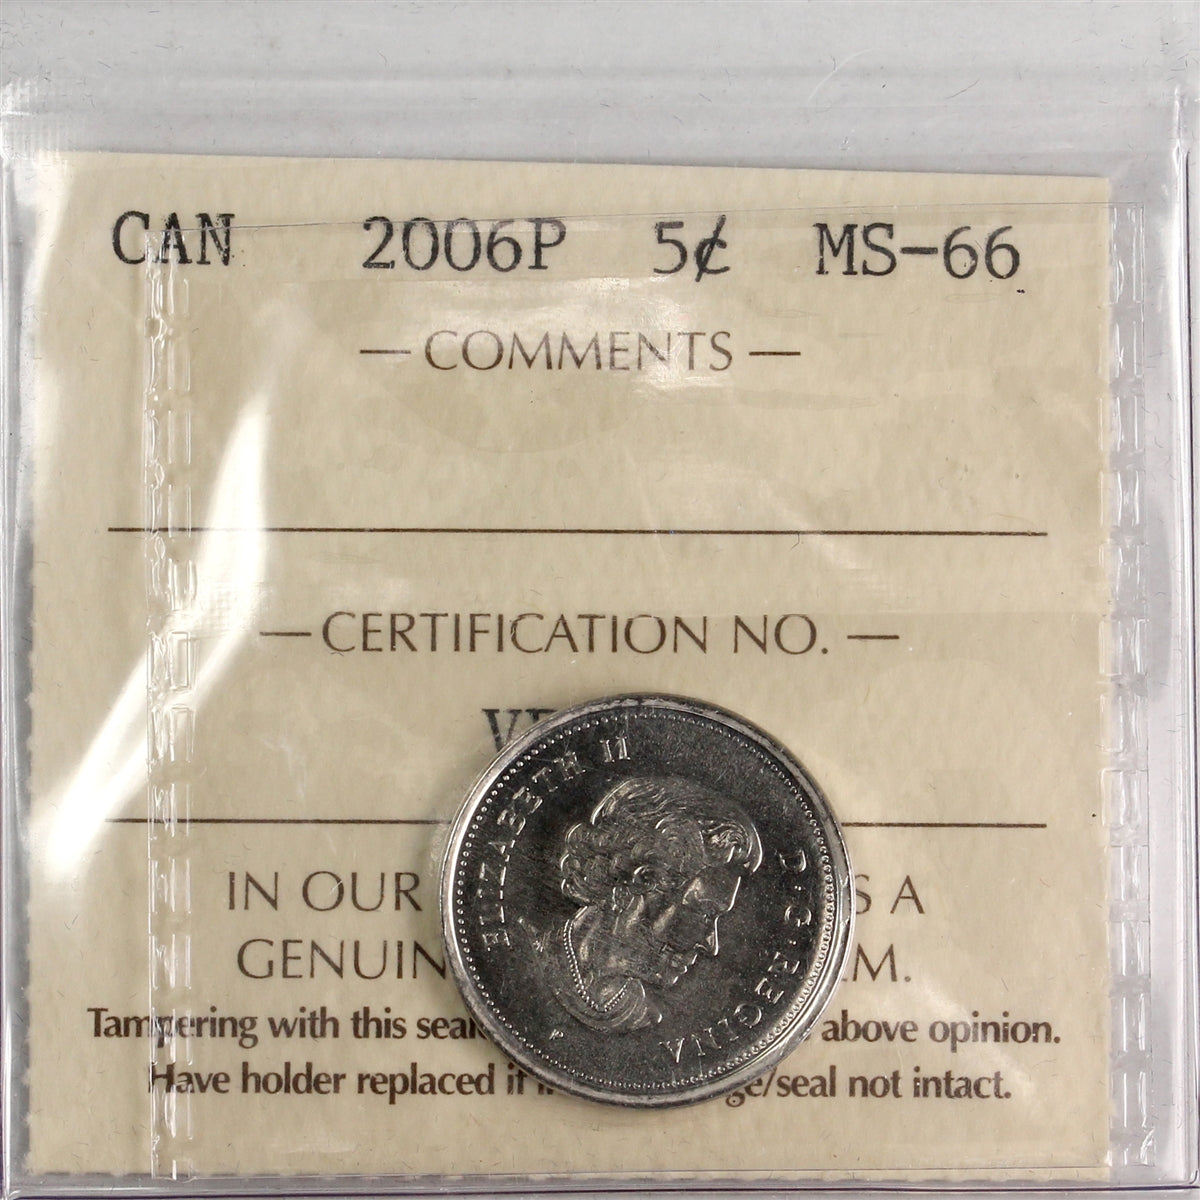 CAN 2006P 5¢ MS-66
— COMMENTS —
— CERTIFICATION NO. —
ELIZABETH II
D·G·REGINA
P
IN OUR S A
GENUIN M.
Tampering with this seal above opinion.
Have holder replaced if ge/seal not intact.